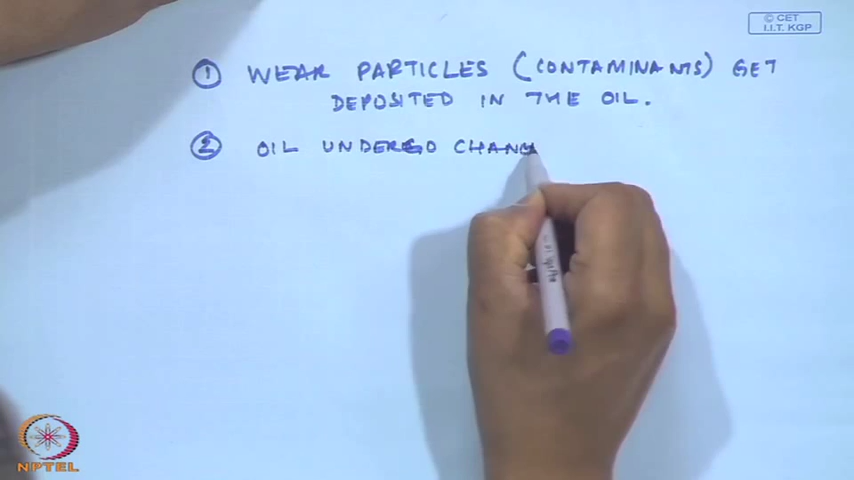 © CET
I.I.T. KGP
① WEAR PARTICLES (CONTAMINANTS) GET
DEPOSITED IN THE OIL.
② OIL UNDERGO CHANG
NPTEL